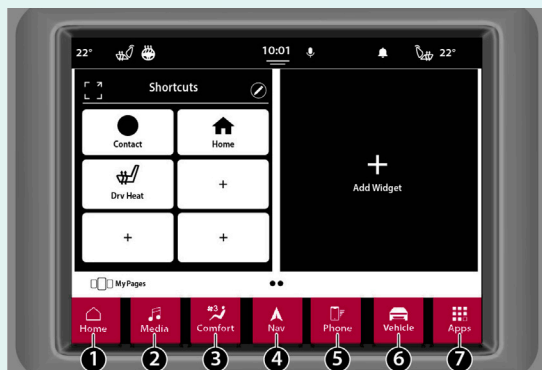 22°
10:01
22°
Shortcuts
Contact
Home
Drv Heat
+
+
+
+
Add Widget
My Pages
Home
Media
Comfort
Nav
Phone
Vehicle
Apps
1
2
3
4
5
6
7